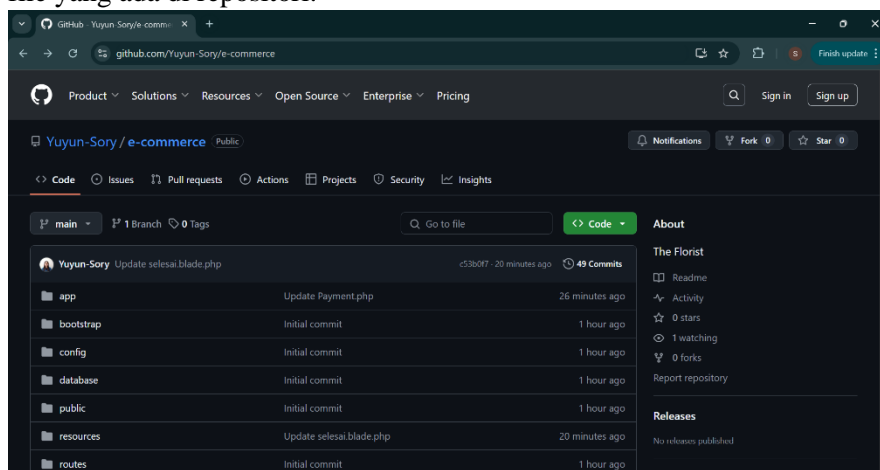 file yang ada di repositori.
GitHub - Yuyun-Sory/e-comme
github.com/Yuyun-Sory/e-commerce
S
Finish update
Product Solutions Resources Open Source Enterprise Pricing
Sign in
Sign up
Yuyun-Sory / e-commerce Public
Notifications
Fork 0
Star 0
Code Issues Pull requests Actions Projects Security Insights
main 1 Branch 0 Tags
Go to file
Code
Yuyun-Sory Update selesai.blade.php c53b0f7 · 20 minutes ago 49 Commits
app Update Payment.php 26 minutes ago
bootstrap Initial commit 1 hour ago
config Initial commit 1 hour ago
database Initial commit 1 hour ago
public Initial commit 1 hour ago
resources Update selesai.blade.php 20 minutes ago
routes Initial commit 1 hour ago
About
The Florist
Readme
Activity
0 stars
1 watching
0 forks
Report repository
Releases
No releases published